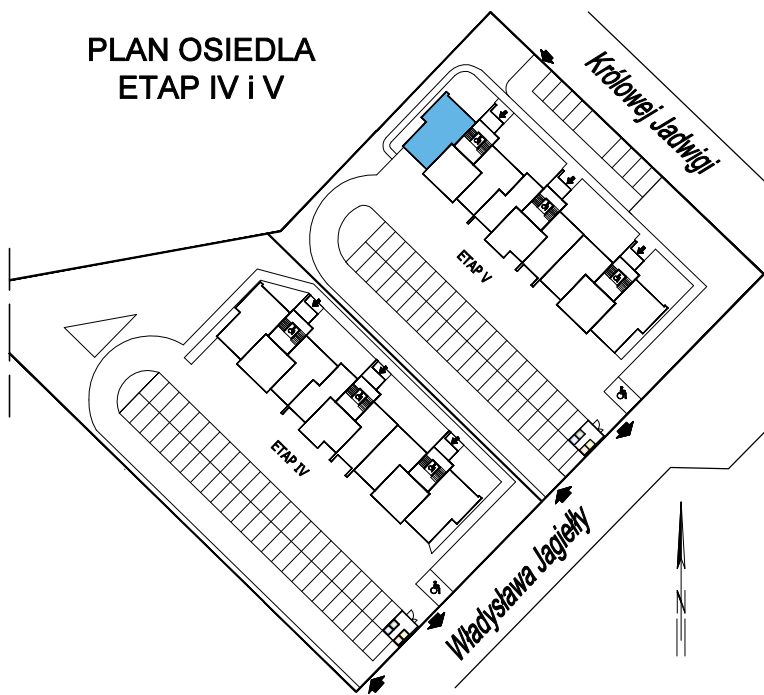 PLAN OSIEDLA
ETAP IV i V
Królowej Jadwigi
ETAP V
ETAP IV
Władysława Jagiełły
N